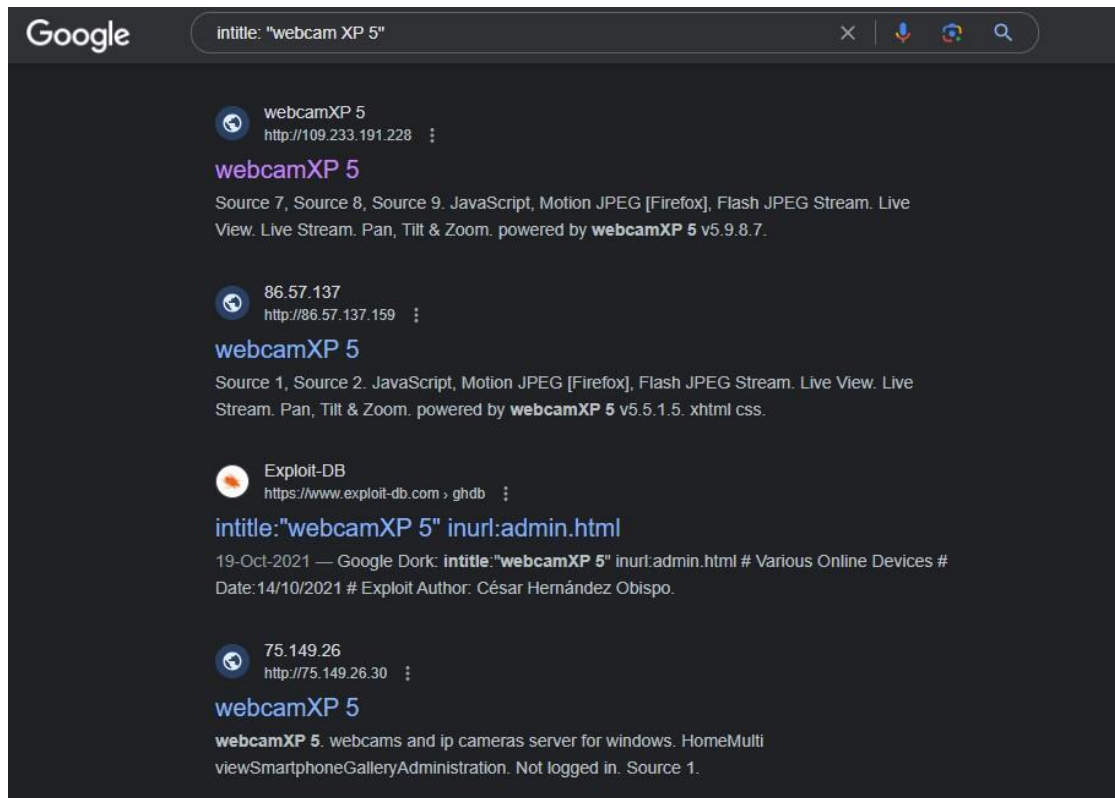 Google
intitle: "webcam XP 5"
webcamXP 5
http://109.233.191.228
webcamXP 5
Source 7, Source 8, Source 9. JavaScript, Motion JPEG [Firefox], Flash JPEG Stream. Live
View. Live Stream. Pan, Tilt & Zoom. powered by webcamXP 5 v5.9.8.7.
86.57.137
http://86.57.137.159
webcamXP 5
Source 1, Source 2. JavaScript, Motion JPEG [Firefox], Flash JPEG Stream. Live View. Live
Stream. Pan, Tilt & Zoom. powered by webcamXP 5 v5.5.1.5. xhtml css.
Exploit-DB
https://www.exploit-db.com › ghdb
intitle:"webcamXP 5" inurl:admin.html
19-Oct-2021 — Google Dork: intitle:"webcamXP 5" inurl:admin.html # Various Online Devices #
Date:14/10/2021 # Exploit Author: César Hernández Obispo.
75.149.26
http://75.149.26.30
webcamXP 5
webcamXP 5. webcams and ip cameras server for windows. HomeMulti
viewSmartphoneGalleryAdministration. Not logged in. Source 1.